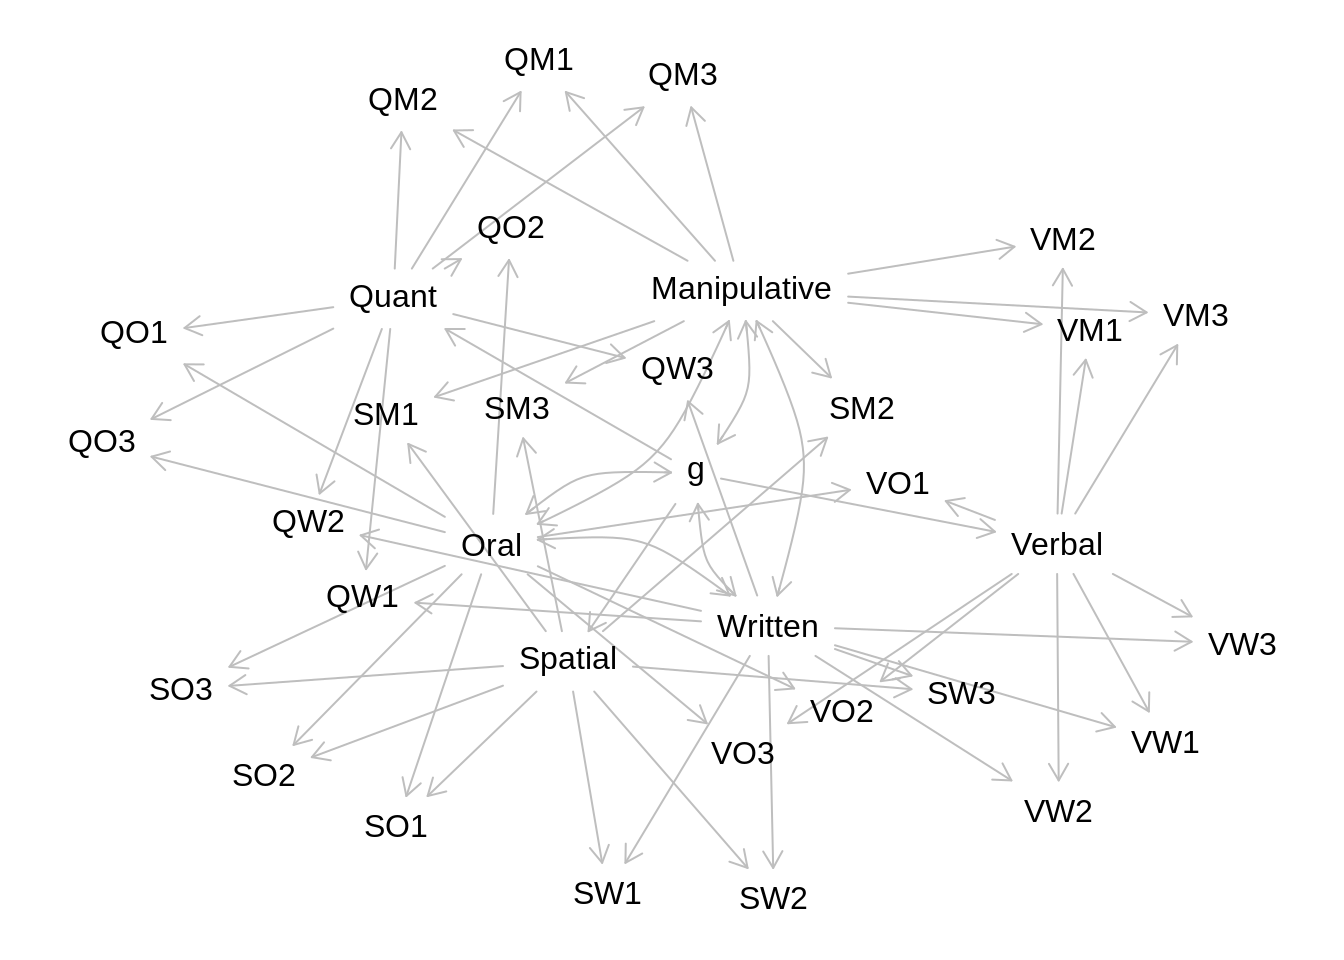 QM1
QM3
QM2
QO2
VM2
Manipulative
Quant
VM3
VM1
QO1
QW3
SM1
SM3
SM2
QO3
g
VO1
QW2
Oral
Verbal
QW1
Written
VW3
Spatial
SO3
SW3
VO2
VW1
VO3
SO2
VW2
SO1
SW1
SW2